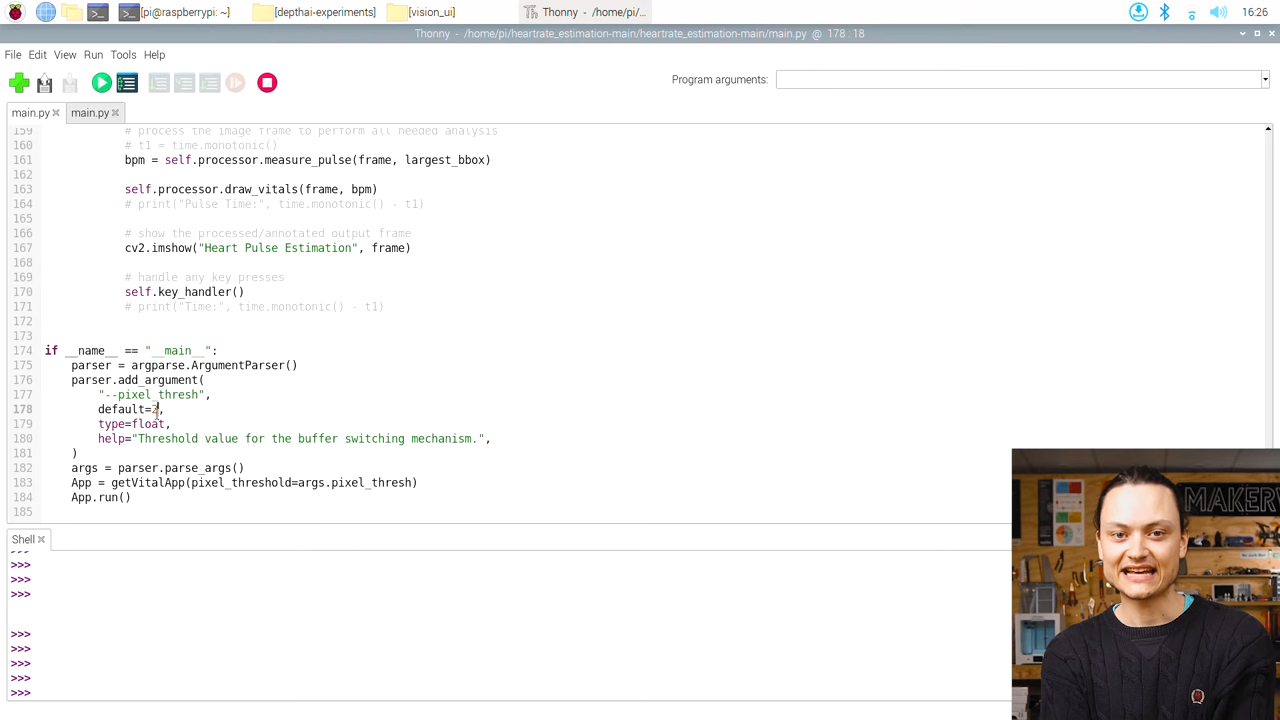 [pi@raspberrypi: ~]
[depthai-experiments]
[vision_ui]
Thonny - /home/pi/...
16:26
Thonny - /home/pi/heartrate_estimation-main/heartrate_estimation-main/main.py @ 178 : 18
File Edit View Run Tools Help
Program arguments:
main.py
main.py
159 # process the image frame to perform all needed analysis
160 # t1 = time.monotonic()
161 bpm = self.processor.measure_pulse(frame, largest_bbox)
162
163 self.processor.draw_vitals(frame, bpm)
164 # print("Pulse Time:", time.monotonic() - t1)
165
166 # show the processed/annotated output frame
167 cv2.imshow("Heart Pulse Estimation", frame)
168
169 # handle any key presses
170 self.key_handler()
171 # print("Time:", time.monotonic() - t1)
172
173
174 if __name__ == "__main__":
175 parser = argparse.ArgumentParser()
176 parser.add_argument(
177 "--pixel_thresh",
178 default=2,
179 type=float,
180 help="Threshold value for the buffer switching mechanism.",
181 )
182 args = parser.parse_args()
183 App = getVitalApp(pixel_threshold=args.pixel_thresh)
184 App.run()
185
Shell
>>>
>>>
>>>
>>>
>>>
>>>
>>>
>>>
>>>
MAKERV